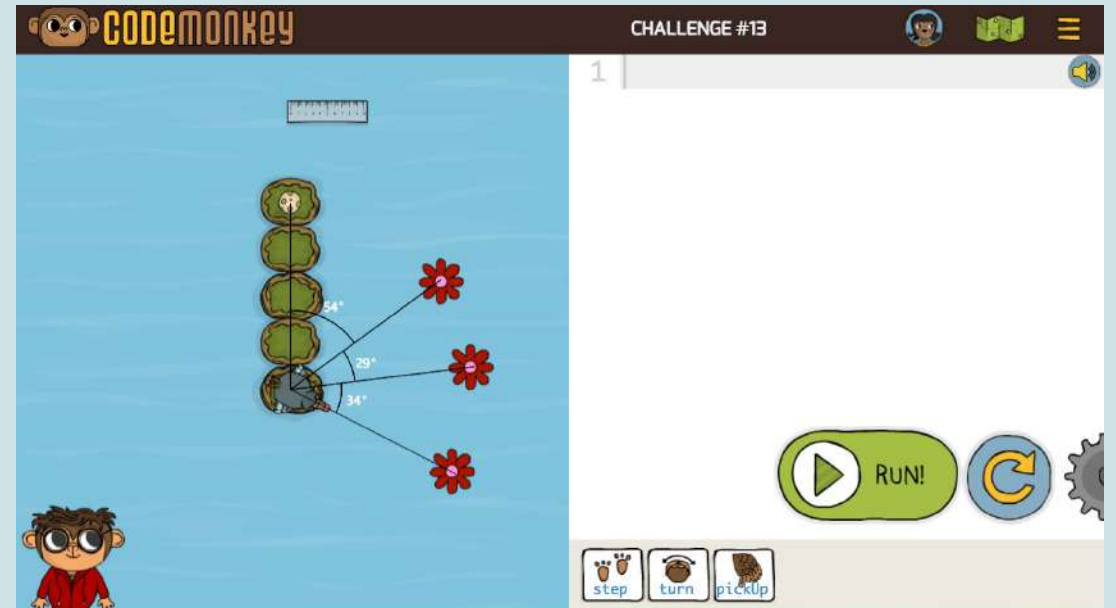 CODEMONKEY
CHALLENGE #13
1
54°
29°
34°
RUN!
step
turn
pickUp